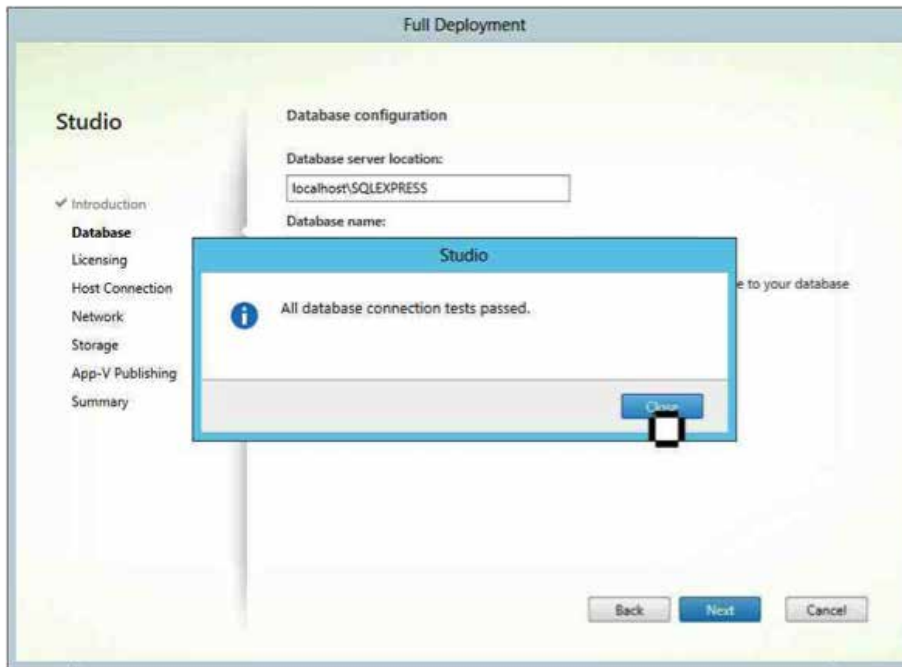 Full Deployment
Studio
Introduction
Database
Licensing
Host Connection
Network
Storage
App-V Publishing
Summary
Database configuration
Database server location:
localhost\SQLEXPRESS
Database name:
e to your database
Studio
All database connection tests passed.
Close
Back
Next
Cancel